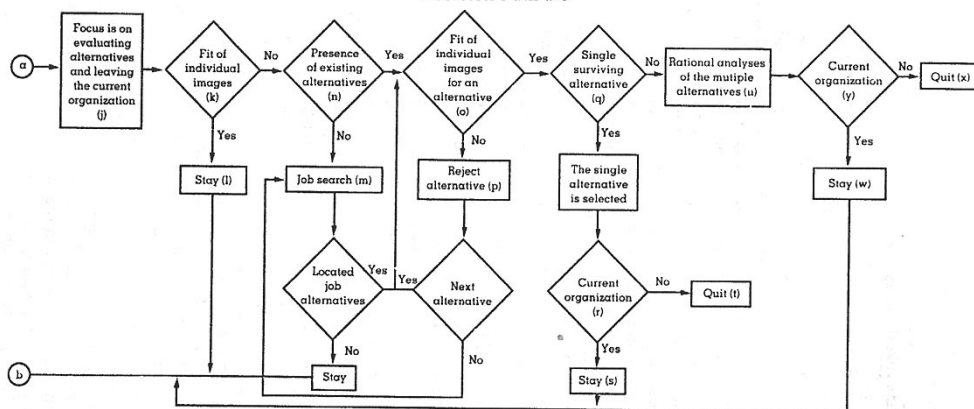 a
Focus is on
evaluating
alternatives
and leaving
the current
organization
(j)
Fit of
individual
images
(k)
No
Yes
Stay (l)
Presence
of existing
alternatives
(n)
Yes
No
Job search (m)
Located
job
alternatives
Yes
No
Stay
Fit of
individual
images
for an
alternative
(o)
Yes
No
Reject
alternative (p)
Next
alternative
Yes
No
Single
surviving
alternative
(q)
No
Yes
The single
alternative
is selected
Current
organization
(r)
No
Quit (t)
Yes
Stay (s)
Rational analyses
of the mutiple
alternatives (u)
Current
organization
(y)
No
Quit (x)
Yes
Stay (w)
b